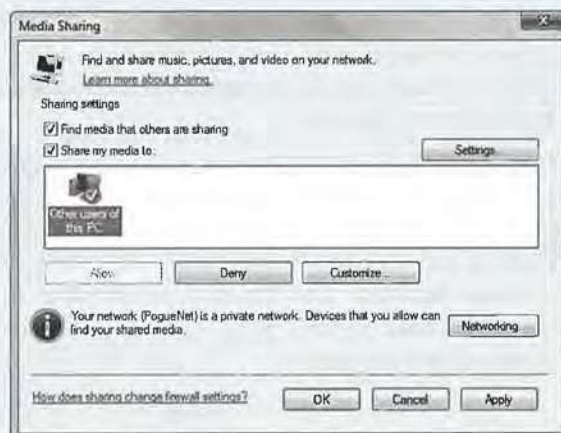 Media Sharing
Find and share music, pictures, and video on your network.
Learn more about sharing.
Sharing settings
Find media that others are sharing
Share my media to:
Settings
Other users of
this PC
Allow
Deny
Customize...
Your network (PogueNet) is a private network. Devices that you allow can
find your shared media.
Networking
How does sharing change firewall settings?
OK
Cancel
Apply